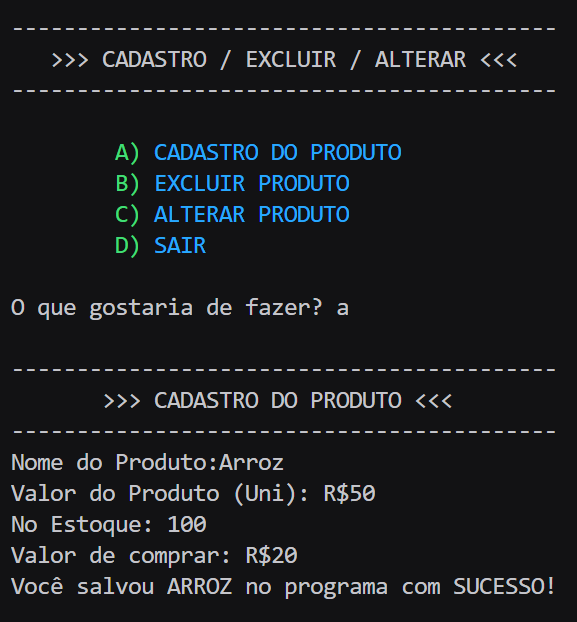 ------------------------------------------
>>> CADASTRO / EXCLUIR / ALTERAR <<<
------------------------------------------
A) CADASTRO DO PRODUTO
B) EXCLUIR PRODUTO
C) ALTERAR PRODUTO
D) SAIR
O que gostaria de fazer? a
------------------------------------------
>>> CADASTRO DO PRODUTO <<<
------------------------------------------
Nome do Produto:Arroz
Valor do Produto (Uni): R$50
No Estoque: 100
Valor de comprar: R$20
Você salvou ARROZ no programa com SUCESSO!